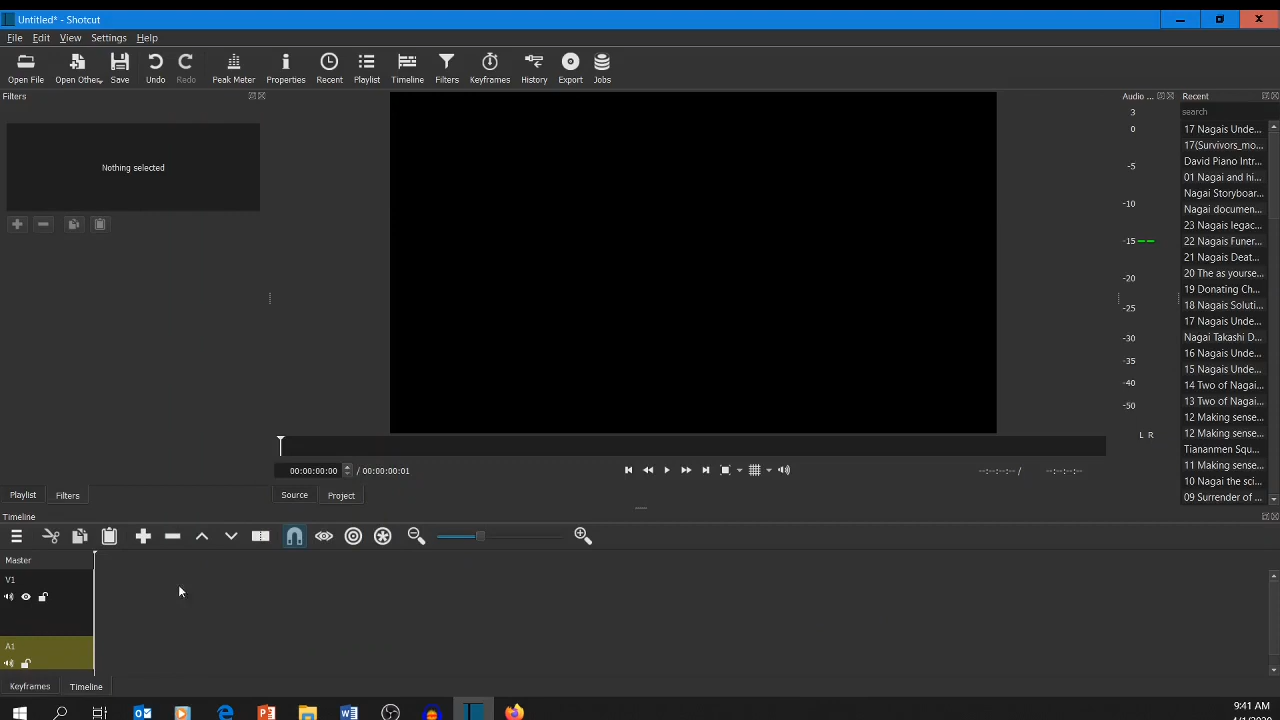 Untitled* - Shotcut
File Edit View Settings Help
Open File Open Other.. Save Undo Redo Peak Meter Properties Recent Playlist Timeline Filters Keyframes History Export Jobs
Filters
Audio ...
Recent
search
Nothing selected
3
0
-5
-10
-15
-20
-25
-30
-35
-40
-50
L R
17 Nagais Unde...
17(Survivors_mo...
David Piano Intr...
01 Nagai and hi...
Nagai Storyboar...
Nagai documen...
23 Nagais legac...
22 Nagais Funer...
21 Nagais Deat...
20 The as yourse...
19 Donating Ch...
18 Nagais Soluti...
17 Nagais Unde...
Nagai Takashi D...
16 Nagais Unde...
15 Nagais Unde...
14 Two of Nagai...
13 Two of Nagai...
12 Making sense...
12 Making sense...
Tiananmen Squ...
11 Making sense...
10 Nagai the sci...
09 Surrender of ...
00:00:00:00 / 00:00:00:01
--:--:--:-- / --:--:--:--
Playlist Filters
Source Project
Timeline
Master
V1
A1
Keyframes Timeline
9:41 AM